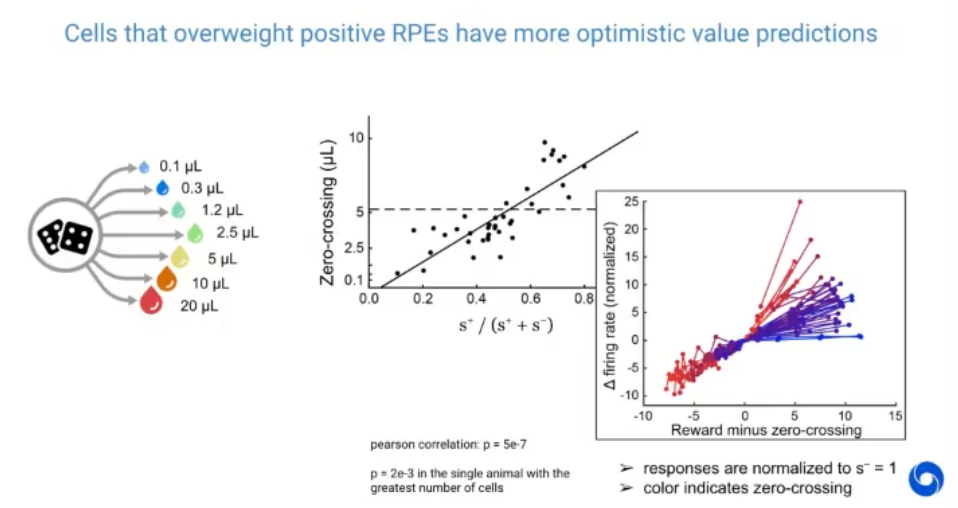 Cells that overweight positive RPEs have more optimistic value predictions
0.1 µL
0.3 µL
1.2 µL
2.5 µL
5 µL
10 µL
20 µL
Zero-crossing (µL)
10
5
2.5
0.1
0.0 0.2 0.4 0.6 0.8
s⁺ / (s⁺ + s⁻)
pearson correlation: p = 5e-7
p = 2e-3 in the single animal with the
greatest number of cells
Δ firing rate (normalized)
25
20
15
10
5
0
-5
-10
-10 -5 0 5 10 15
Reward minus zero-crossing
➢ responses are normalized to s⁻ = 1
➢ color indicates zero-crossing